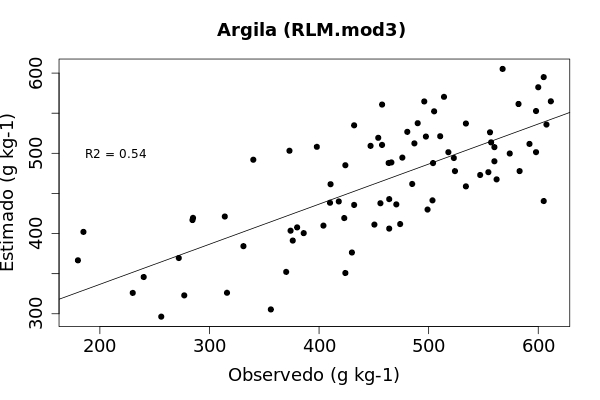 Argila (RLM.mod3)
Estimado (g kg-1)
600
500
400
300
R2 = 0.54
200 300 400 500 600
Observedo (g kg-1)